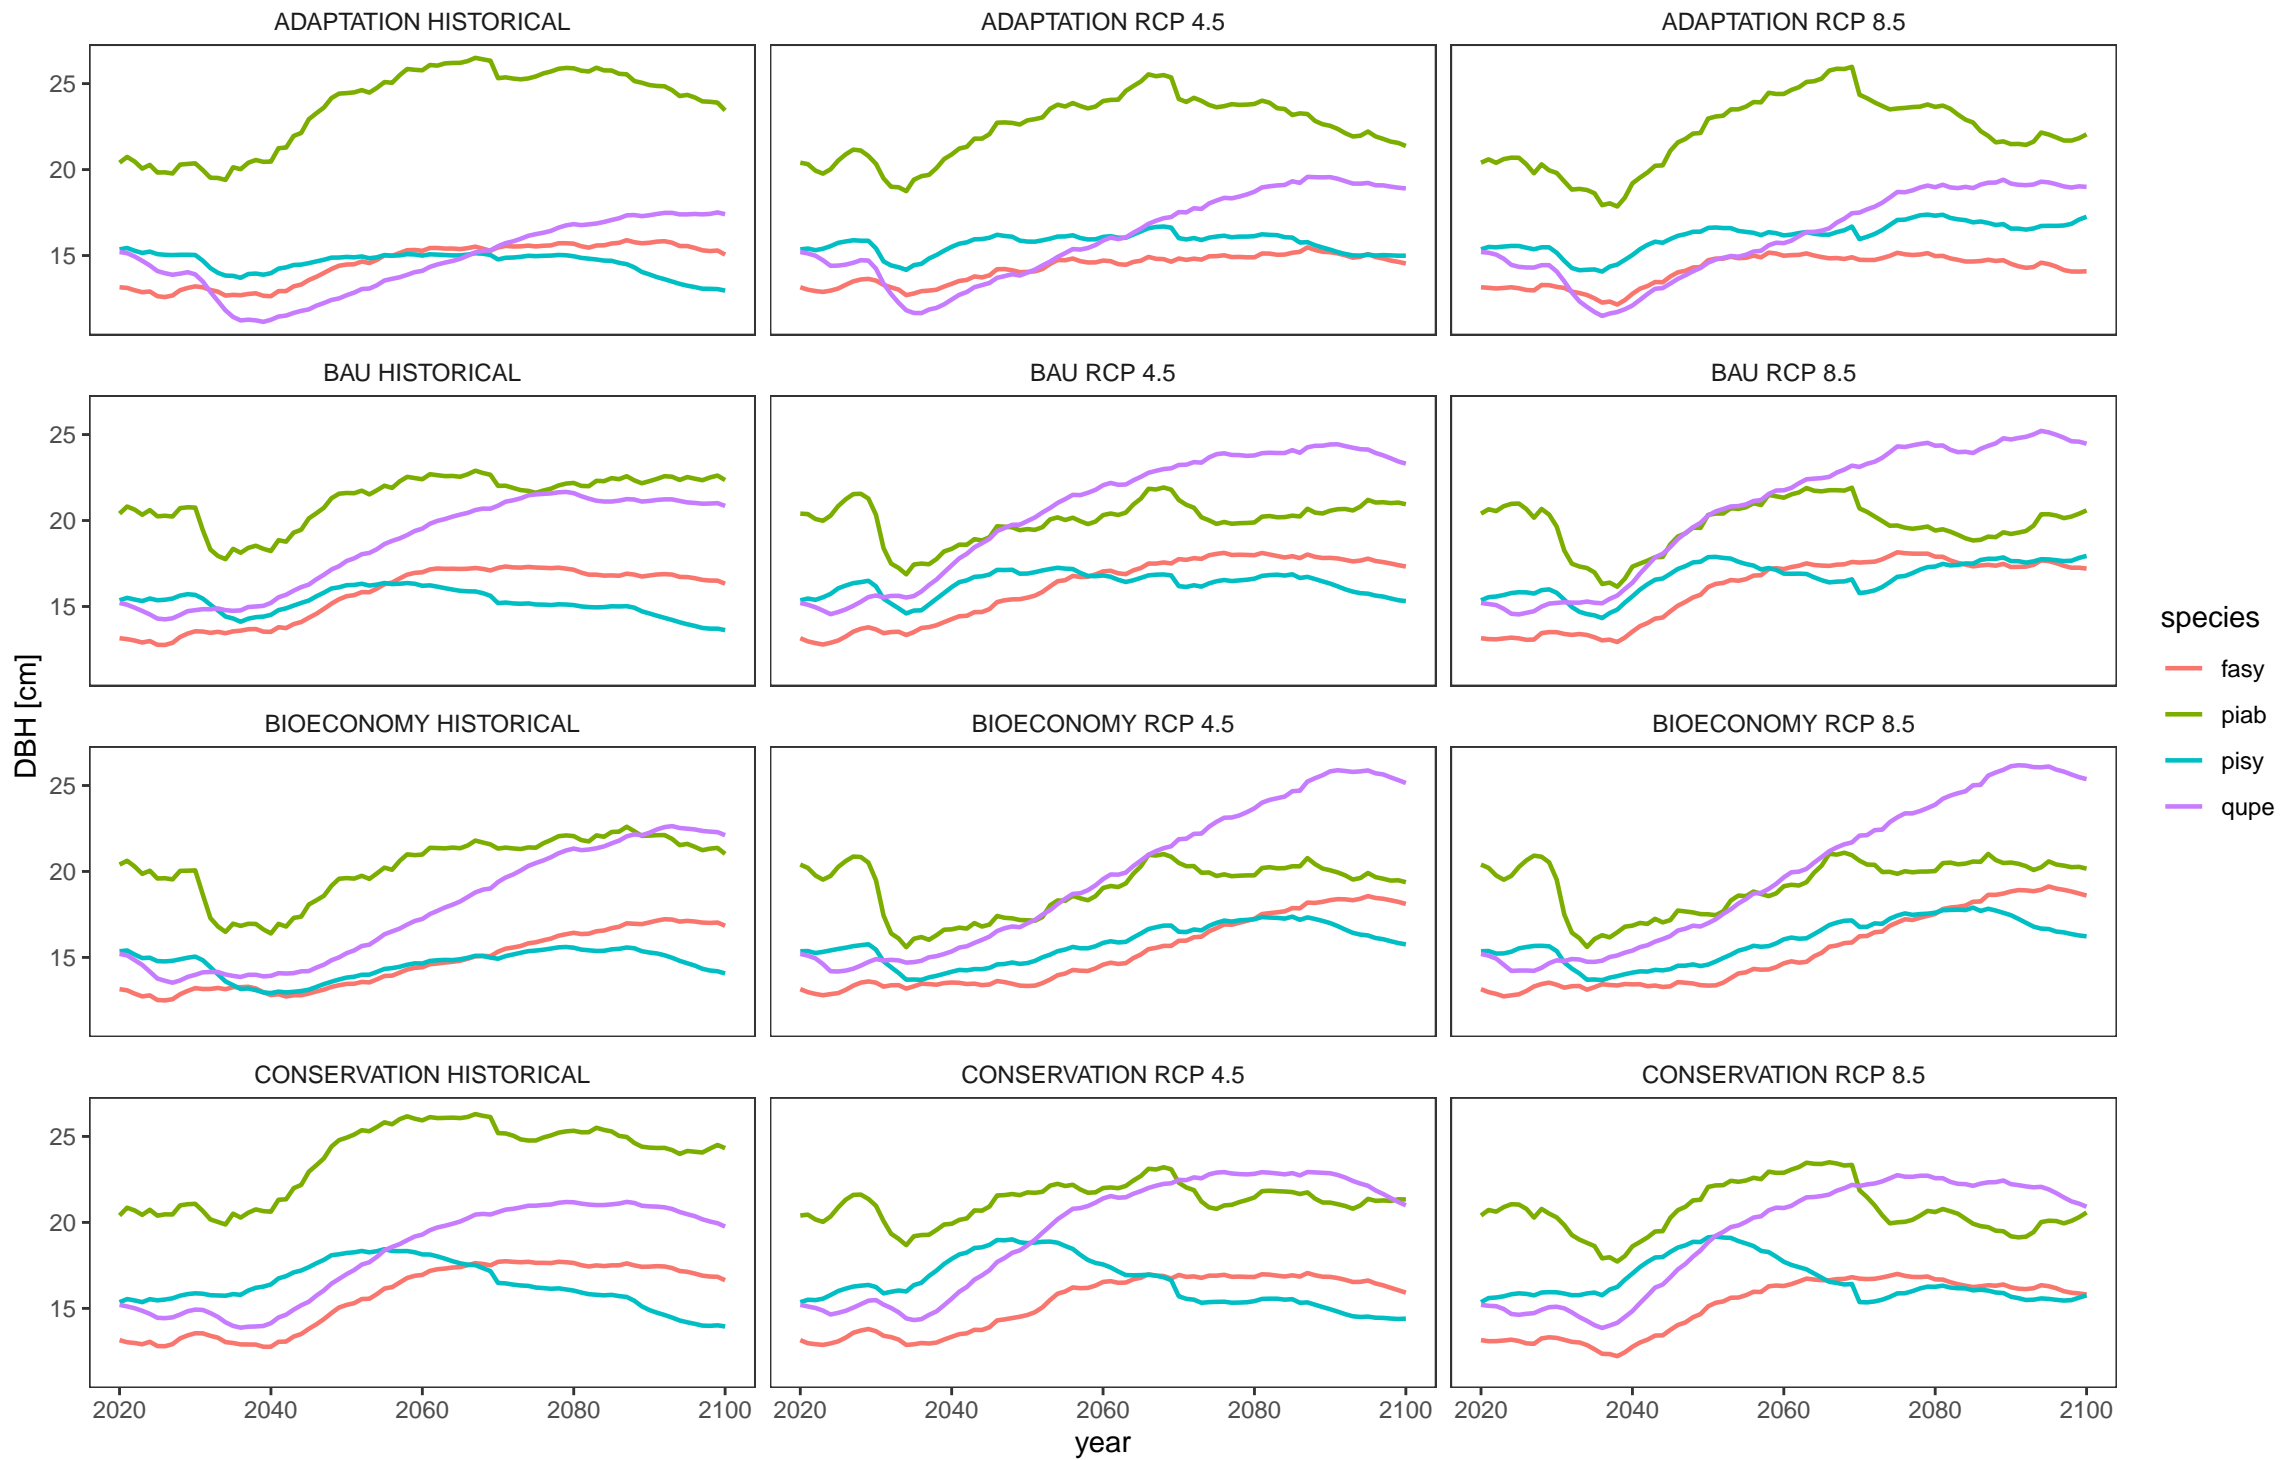 ADAPTATION HISTORICAL
ADAPTATION RCP 4.5
ADAPTATION RCP 8.5
25
20
15
BAU HISTORICAL
BAU RCP 4.5
BAU RCP 8.5
25
20
15
BIOECONOMY HISTORICAL
BIOECONOMY RCP 4.5
BIOECONOMY RCP 8.5
25
20
15
CONSERVATION HISTORICAL
CONSERVATION RCP 4.5
CONSERVATION RCP 8.5
25
20
15
DBH [cm]
2020 2040 2060 2080 2100
2020 2040 2060 2080 2100
2020 2040 2060 2080 2100
year
species
fasy
piab
pisy
qupe